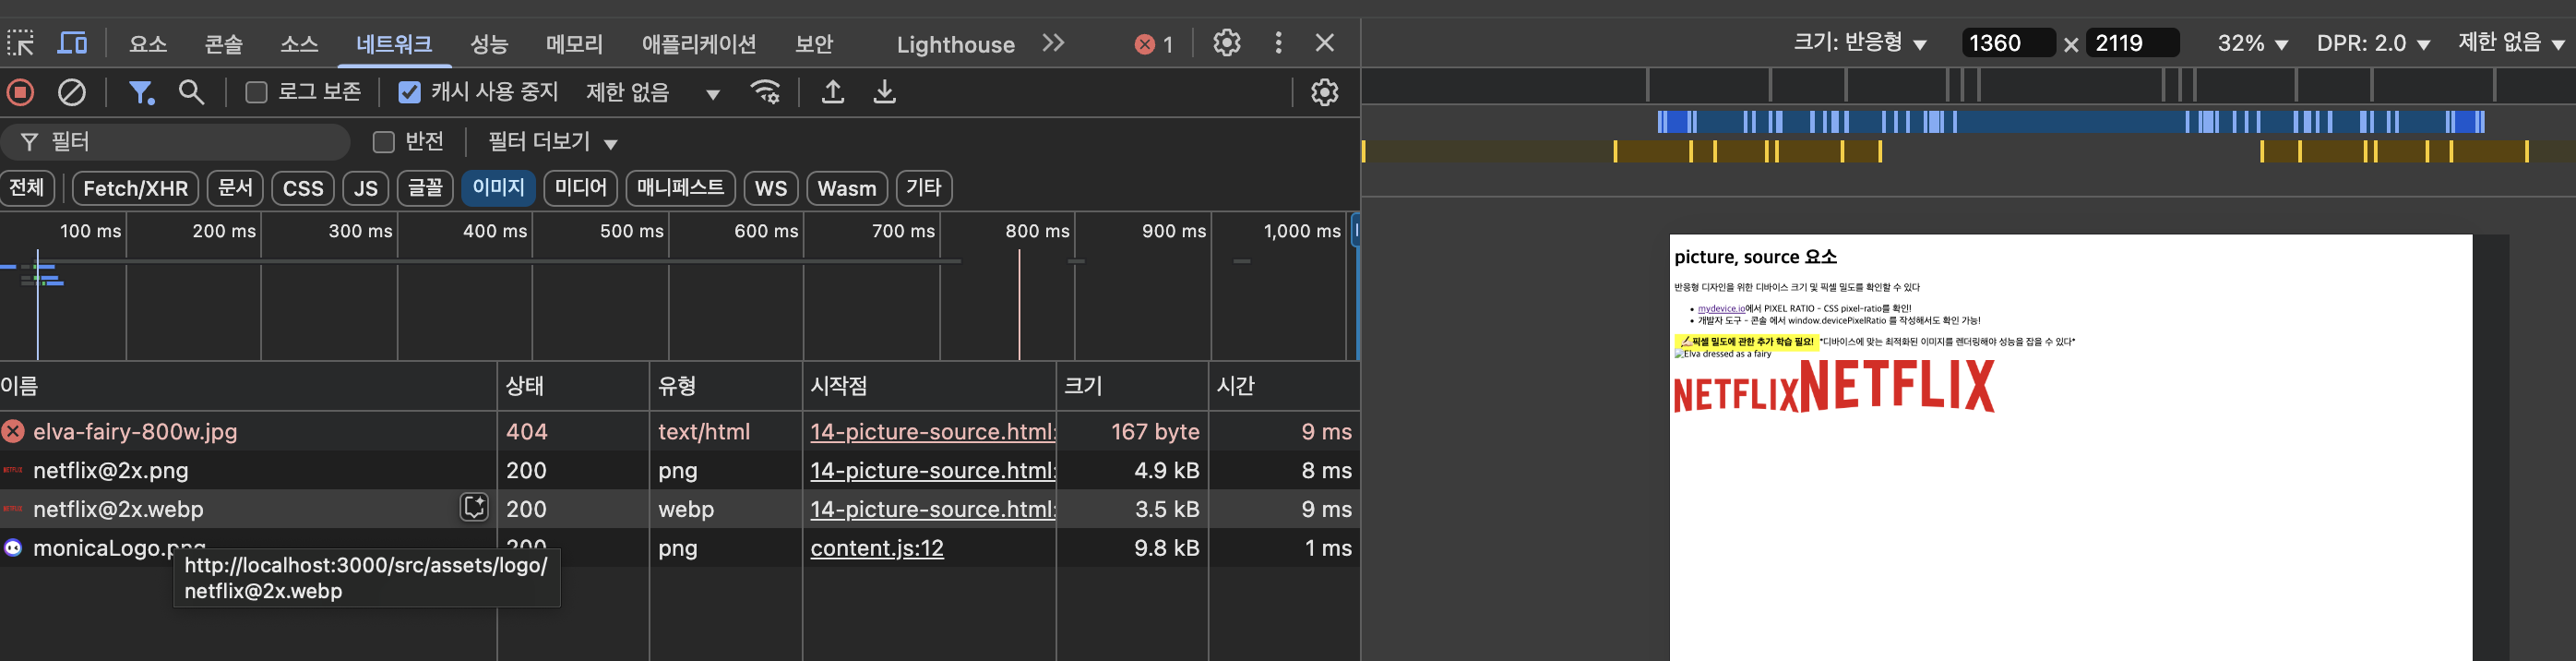 요소 콘솔 소스 네트워크 성능 메모리 애플리케이션 보안 Lighthouse 1
로그 보존 캐시 사용 중지 제한 없음
필터 반전 필터 더보기
전체 Fetch/XHR 문서 CSS JS 글꼴 이미지 미디어 매니페스트 WS Wasm 기타
100 ms 200 ms 300 ms 400 ms 500 ms 600 ms 700 ms 800 ms 900 ms 1,000 ms
이름 상태 유형 시작점 크기 시간
elva-fairy-800w.jpg 404 text/html 14-picture-source.html: 167 byte 9 ms
netflix@2x.png 200 png 14-picture-source.html: 4.9 kB 8 ms
netflix@2x.webp 200 webp 14-picture-source.html: 3.5 kB 9 ms
monicaLogo.png 200 png content.js:12 9.8 kB 1 ms
http://localhost:3000/src/assets/logo/
netflix@2x.webp
크기: 반응형 1360 × 2119 32% DPR: 2.0 제한 없음
picture, source 요소
반응형 디자인을 위한 디바이스 크기 및 픽셀 밀도를 확인할 수 있다
mydevice.io에서 PIXEL RATIO - CSS pixel-ratio를 확인!
개발자 도구 - 콘솔 에서 window.devicePixelRatio 를 작성해서도 확인 가능!
✍️픽셀 밀도에 관한 추가 학습 필요! *디바이스에 맞는 최적화된 이미지를 렌더링해야 성능을 잡을 수 있다*
Elva dressed as a fairy
NETFLIX NETFLIX